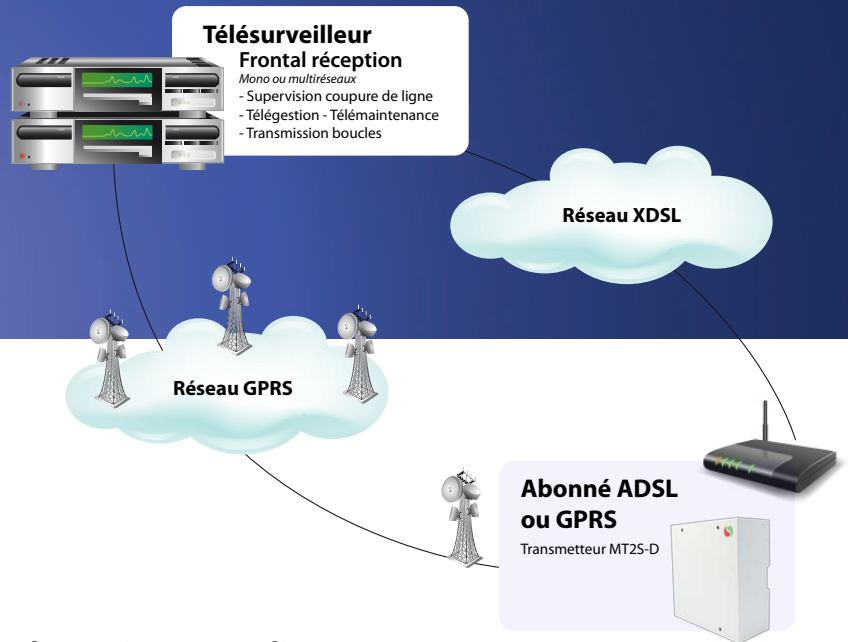 Télésurveilleur
Frontal réception
Mono ou multiréseaux
- Supervision coupure de ligne
- Télégestion - Télémaintenance
- Transmission boucles
Réseau XDSL
Réseau GPRS
Abonné ADSL
ou GPRS
Transmetteur MT2S-D